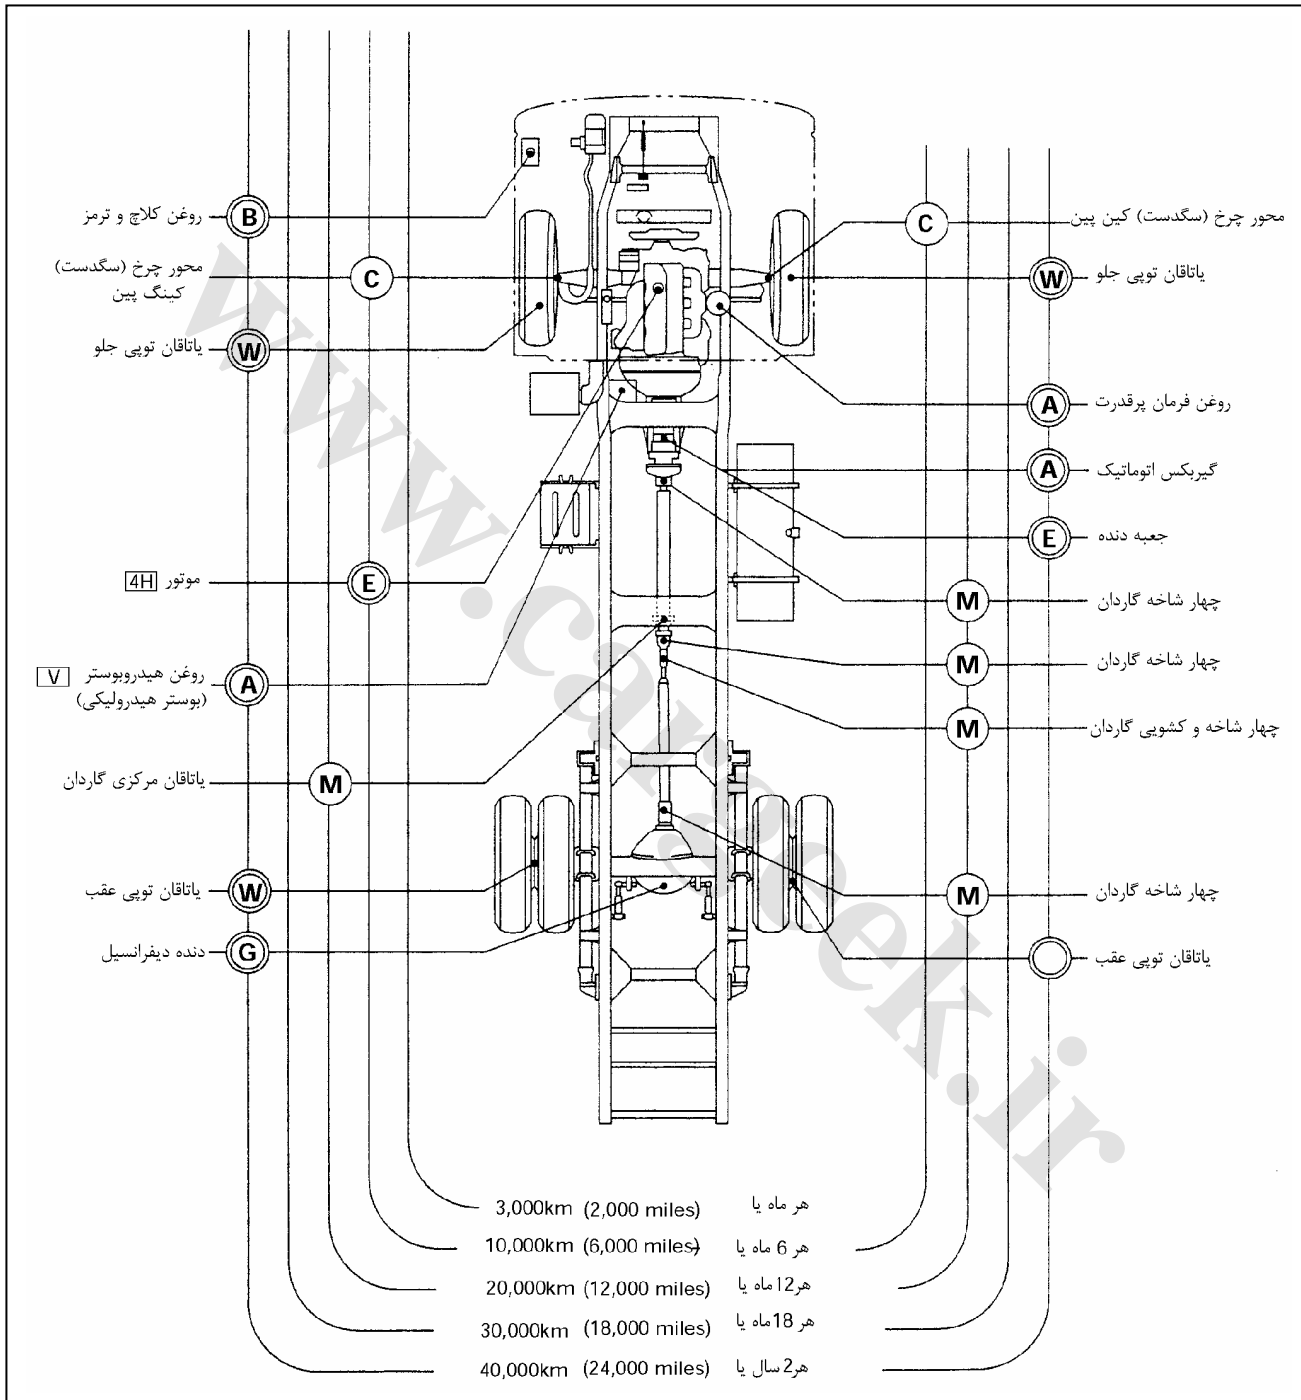 روغن کلاچ و ترمز
B
محور چرخ (سگدست)
کینگ پین
C
یاتاقان توپی جلو
W
موتور 4H
E
روغن هیدروبوستر V
(بوستر هیدرولیکی)
A
یاتاقان مرکزی گاردان
M
یاتاقان توپی عقب
W
دنده دیفرانسیل
G
C
محور چرخ (سگدست) کین پین
W
یاتاقان توپی جلو
A
روغن فرمان پرقدرت
A
گیربکس اتوماتیک
E
جعبه دنده
M
چهار شاخه گاردان
M
چهار شاخه گاردان
M
چهار شاخه و کشویی گاردان
M
چهار شاخه گاردان
یاتاقان توپی عقب
هر ماه یا 3,000km (2,000 miles)
هر 6 ماه یا 10,000km (6,000 miles)
هر12ماه یا 20,000km (12,000 miles)
هر18ماه یا 30,000km (18,000 miles)
هر2سال یا 40,000km (24,000 miles)
www.cargeek.ir